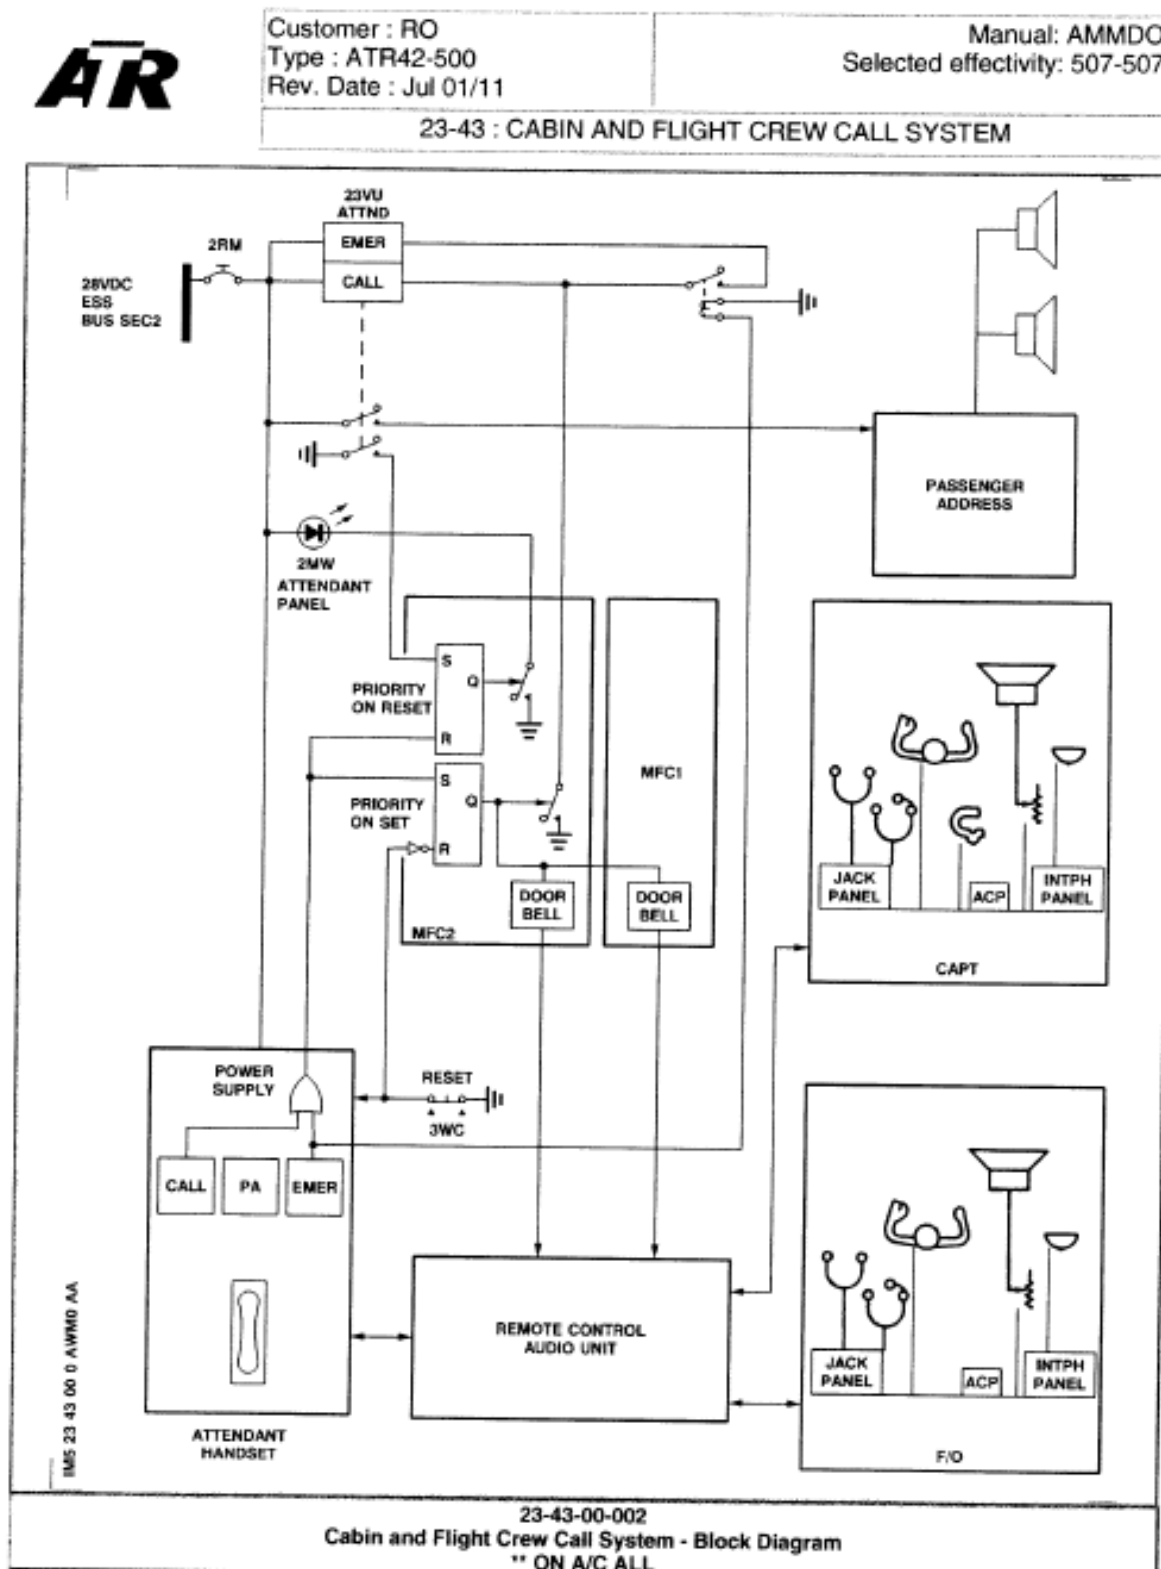 ATR
Customer : RO
Type : ATR42-500
Rev. Date : Jul 01/11
Manual: AMMDO
Selected effectivity: 507-507
23-43 : CABIN AND FLIGHT CREW CALL SYSTEM
23VU
ATTND
EMER
CALL
2RM
28VDC
ESS
BUS SEC2
PASSENGER
ADDRESS
2MW
ATTENDANT
PANEL
S
Q
R
PRIORITY
ON RESET
S
Q
R
PRIORITY
ON SET
MFC1
DOOR
BELL
DOOR
BELL
MFC2
JACK
PANEL
ACP
INTPH
PANEL
CAPT
POWER
SUPPLY
RESET
3WC
CALL
PA
EMER
REMOTE CONTROL
AUDIO UNIT
JACK
PANEL
ACP
INTPH
PANEL
F/O
ATTENDANT
HANDSET
IM5 23 43 00 0 AWM0 AA
23-43-00-002
Cabin and Flight Crew Call System - Block Diagram
** ON A/C ALL